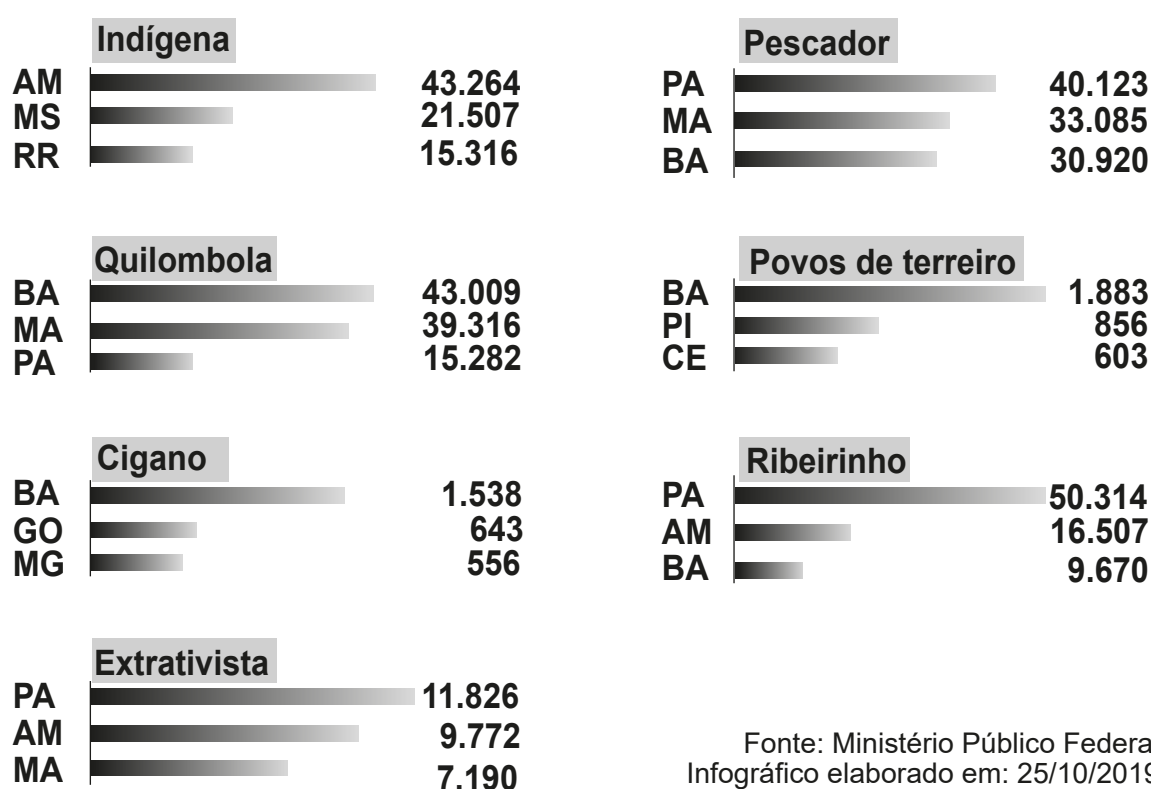 Indígena
AM 43.264
MS 21.507
RR 15.316
Quilombola
BA 43.009
MA 39.316
PA 15.282
Cigano
BA 1.538
GO 643
MG 556
Extrativista
PA 11.826
AM 9.772
MA 7.190
Pescador
PA 40.123
MA 33.085
BA 30.920
Povos de terreiro
BA 1.883
PI 856
CE 603
Ribeirinho
PA 50.314
AM 16.507
BA 9.670
Fonte: Ministério Público Federa
Infográfico elaborado em: 25/10/2019